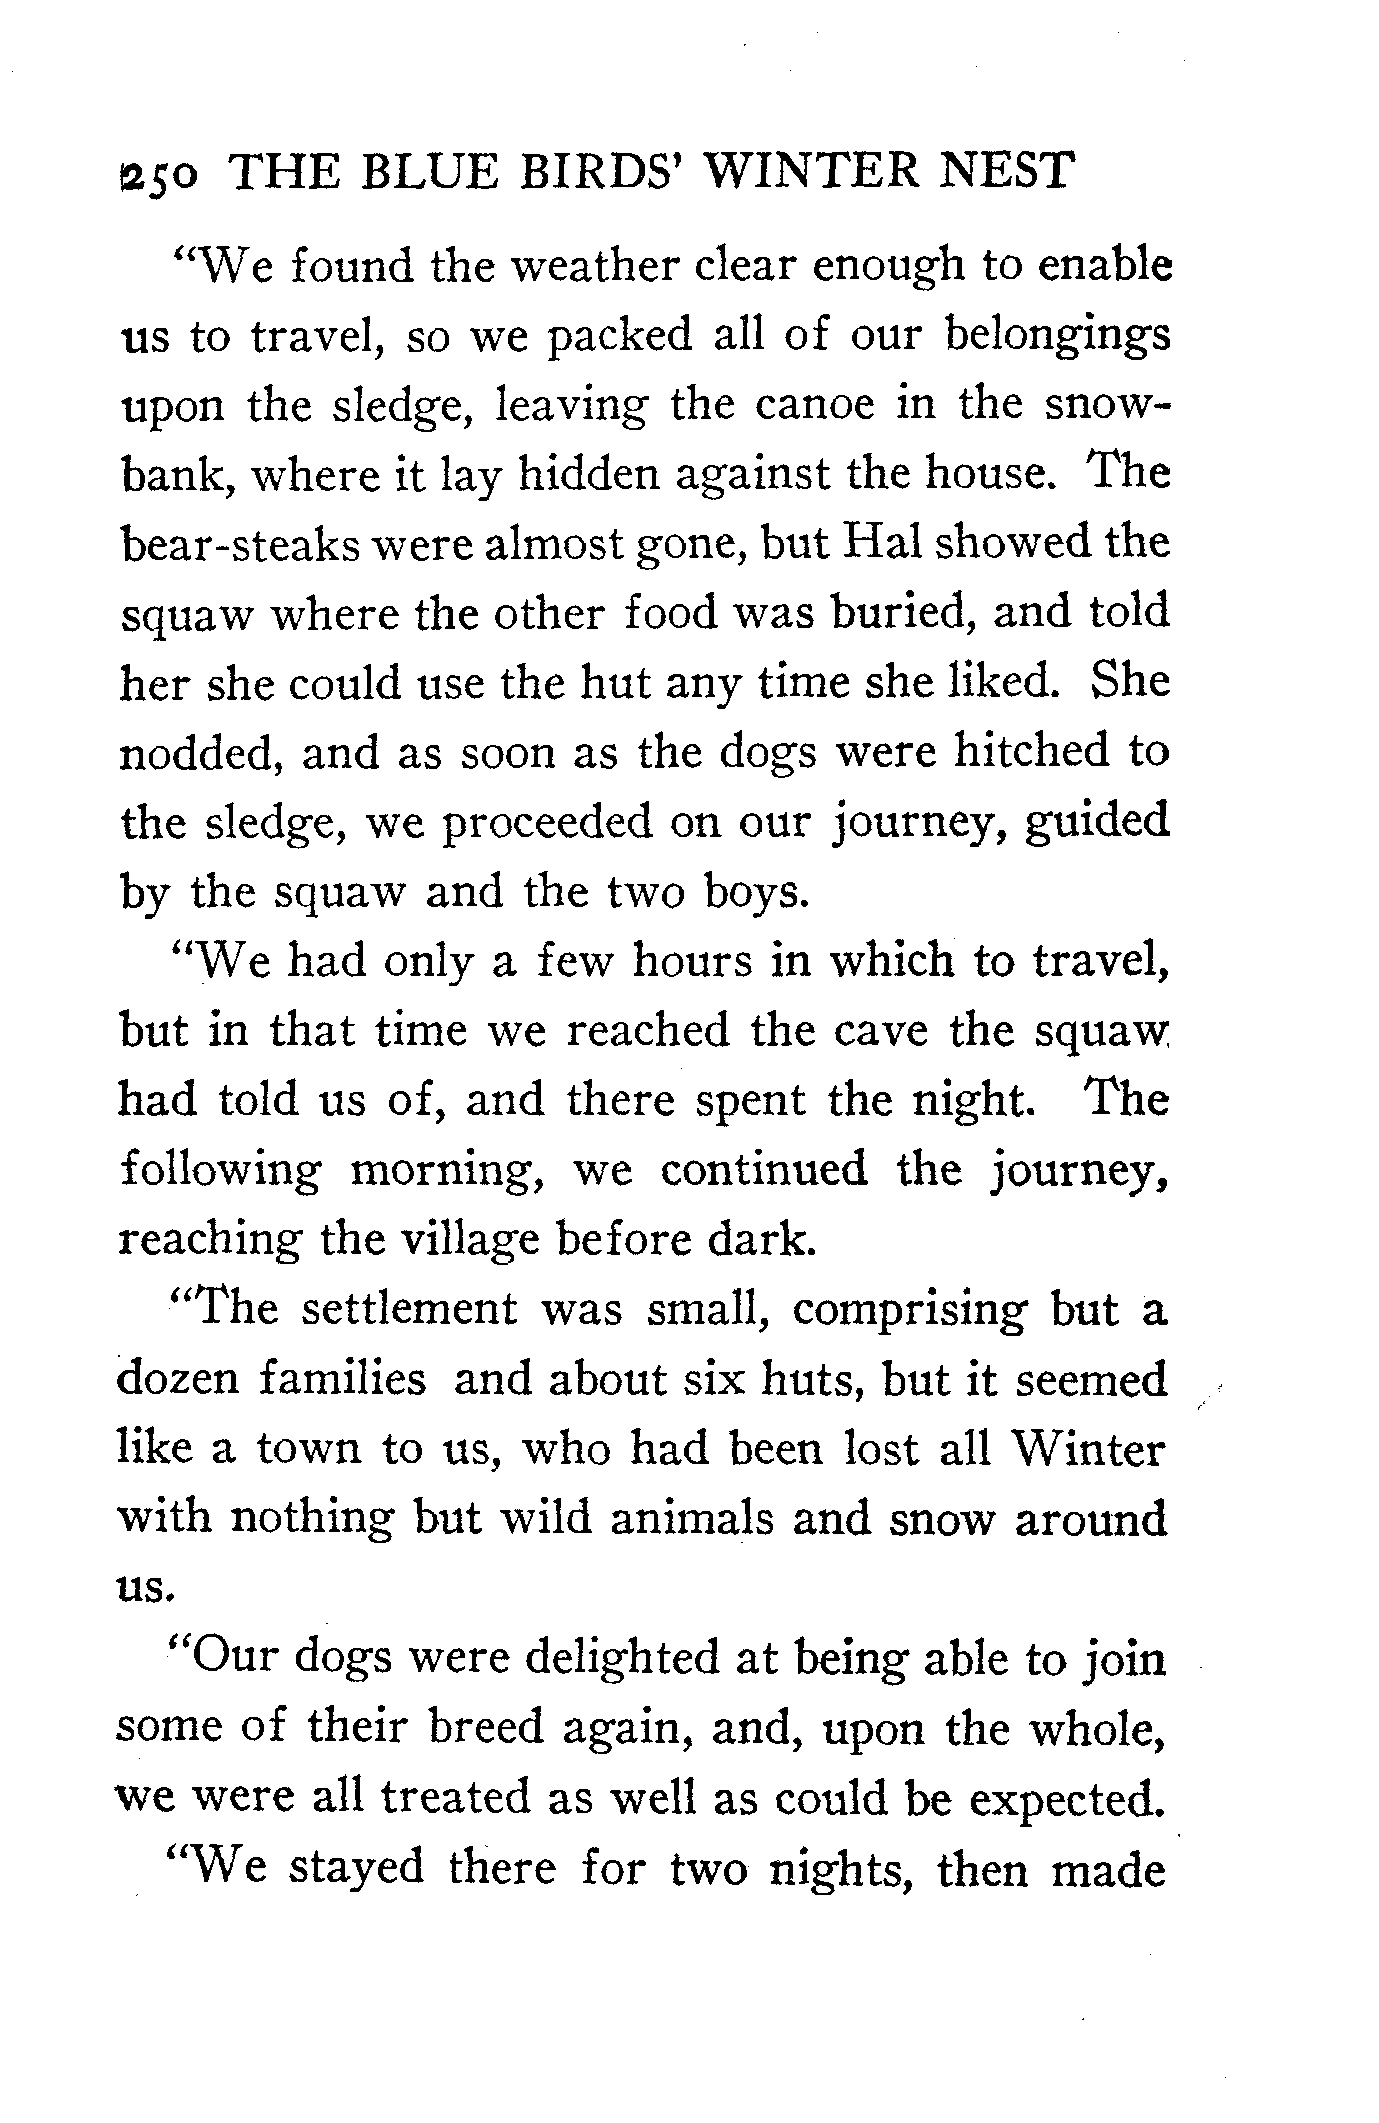 250 THE BLUE BIRDS' WINTER NEST
"We found the weather clear enough to enable
us to travel, so we packed all of our belongings
upon the sledge, leaving the canoe in the snow-
bank, where it lay hidden against the house. The
bear-steaks were almost gone, but Hal showed the
squaw where the other food was buried, and told
her she could use the hut any time she liked. She
nodded, and as soon as the dogs were hitched to
the sledge, we proceeded on our journey, guided
by the squaw and the two boys.
"We had only a few hours in which to travel,
but in that time we reached the cave the squaw
had told us of, and there spent the night. The
following morning, we continued the journey,
reaching the village before dark.
"The settlement was small, comprising but a
dozen families and about six huts, but it seemed
like a town to us, who had been lost all Winter
with nothing but wild animals and snow around
us.
"Our dogs were delighted at being able to join
some of their breed again, and, upon the whole,
we were all treated as well as could be expected.
"We stayed there for two nights, then made